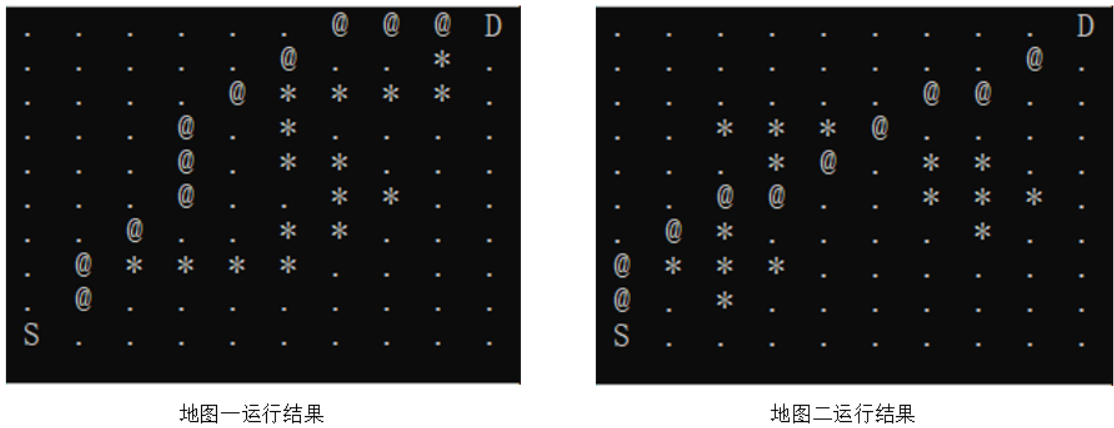 . . . . . . @ @ @ D
. . . . . @ . . * .
. . . . @ * * * * .
. . . @ . * . . . .
. . . @ . * * . . .
. . . @ . . * * . .
. . @ . . * * . . .
. @ * * * * . . . .
. @ . . . . . . . .
S . . . . . . . . .
地图一运行结果
. . . . . . . . . D
. . . . . . . . @ .
. . . . . . @ @ . .
. . * * * @ . . . .
. . . * @ . * * . .
. . @ @ . . * * * .
. @ * . . . . * . .
@ * * * . . . . . .
@ . * . . . . . . .
S . . . . . . . . .
地图二运行结果